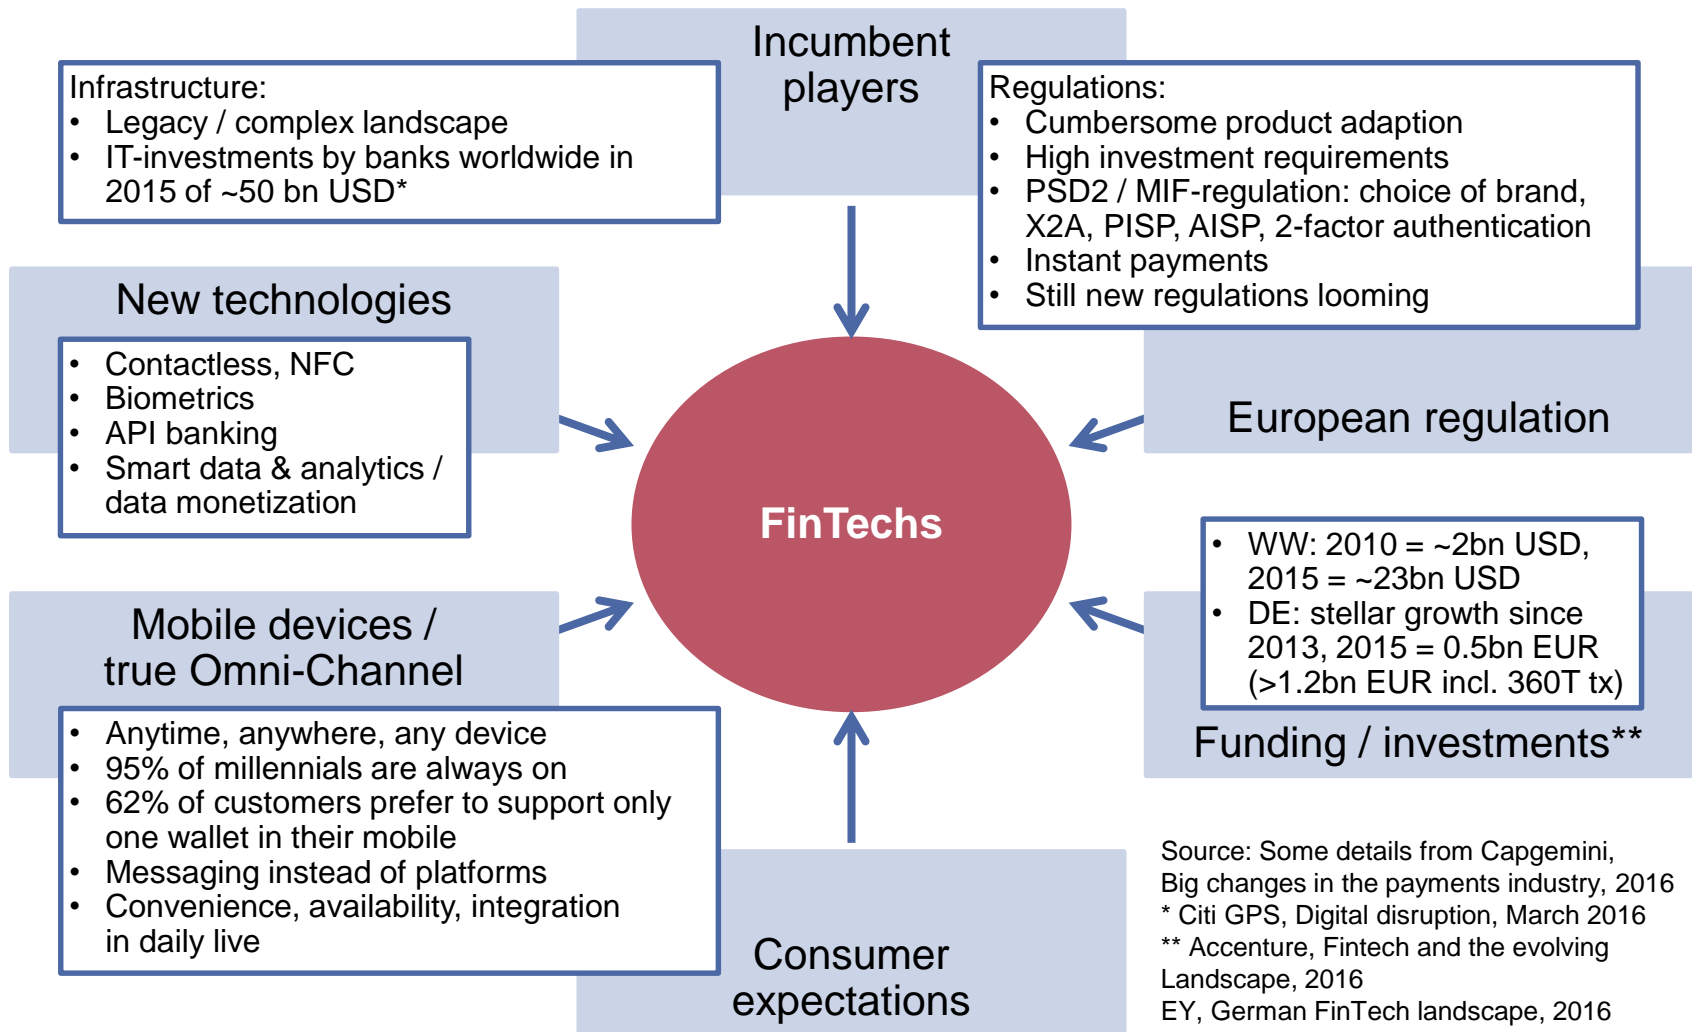 Incumbent
players
Infrastructure:
• Legacy / complex landscape
• IT-investments by banks worldwide in
2015 of ~50 bn USD*
Regulations:
• Cumbersome product adaption
• High investment requirements
• PSD2 / MIF-regulation: choice of brand,
X2A, PISP, AISP, 2-factor authentication
• Instant payments
• Still new regulations looming
European regulation
New technologies
• Contactless, NFC
• Biometrics
• API banking
• Smart data & analytics /
data monetization
FinTechs
• WW: 2010 = ~2bn USD,
2015 = ~23bn USD
• DE: stellar growth since
2013, 2015 = 0.5bn EUR
(>1.2bn EUR incl. 360T tx)
Funding / investments**
Mobile devices /
true Omni-Channel
• Anytime, anywhere, any device
• 95% of millennials are always on
• 62% of customers prefer to support only
one wallet in their mobile
• Messaging instead of platforms
• Convenience, availability, integration
in daily live
Consumer
expectations
Source: Some details from Capgemini,
Big changes in the payments industry, 2016
* Citi GPS, Digital disruption, March 2016
** Accenture, Fintech and the evolving
Landscape, 2016
EY, German FinTech landscape, 2016